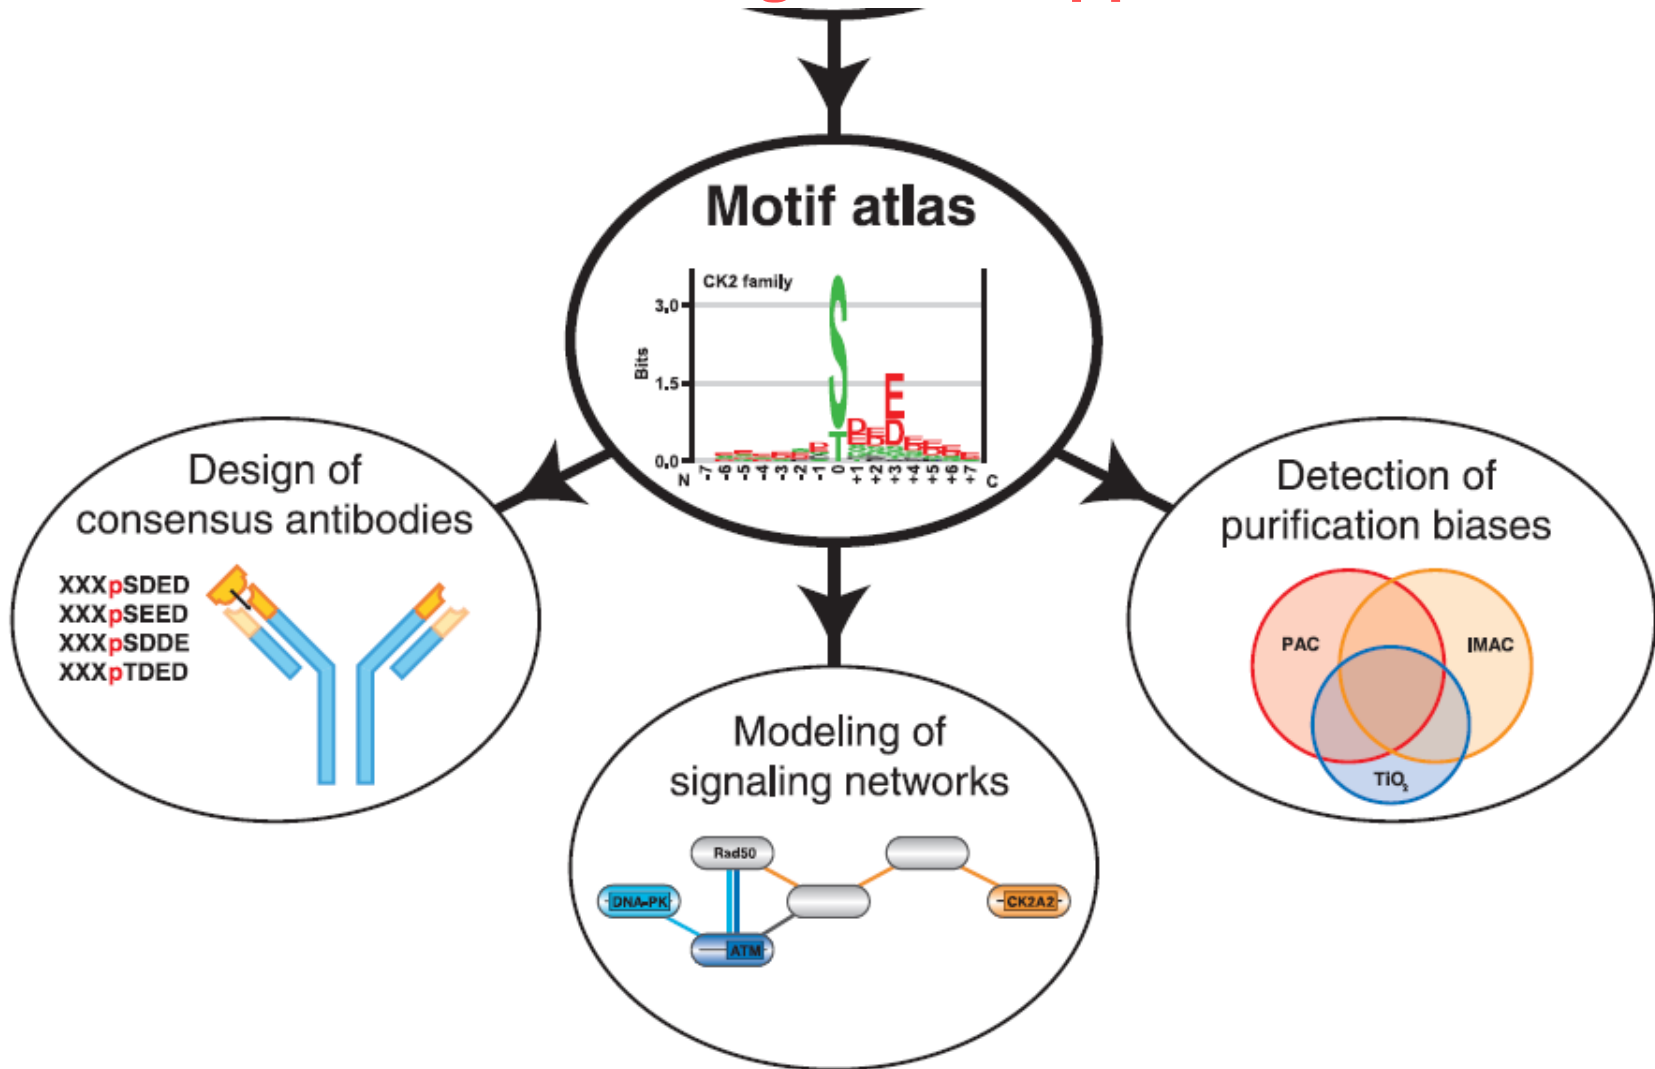 Motif atlas
CK2 family
3.0
1.5
0.0
Bits
S
T
E
D
N -7 -6 -5 -4 -3 -2 -1 0 +1 +2 +3 +4 +5 +6 +7 C
Design of
consensus antibodies
XXXpSDED
XXXpSEED
XXXpSDDE
XXXpTDED
Modeling of
signaling networks
Rad50
DNA-PK
ATM
CK2A2
Detection of
purification biases
PAC
IMAC
TiO₂